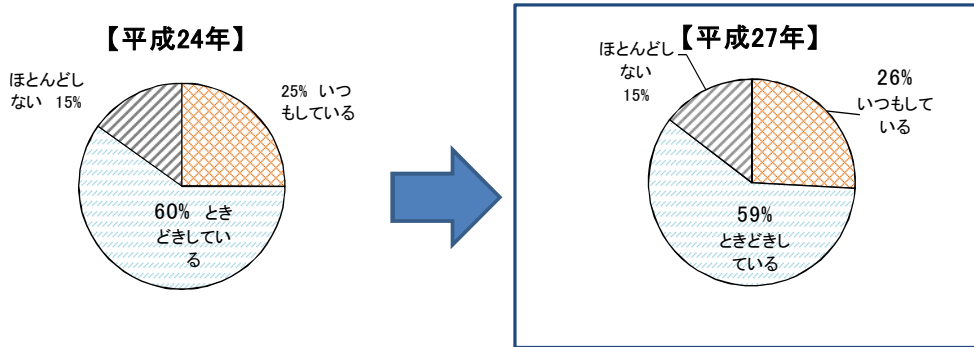 【平成24年】
ほとんどし
ない 15%
25% いつ
もしている
60% とき
どきしてい
る
【平成27年】
ほとんどし
ない
15%
26%
いつもして
いる
59%
ときどきし
ている